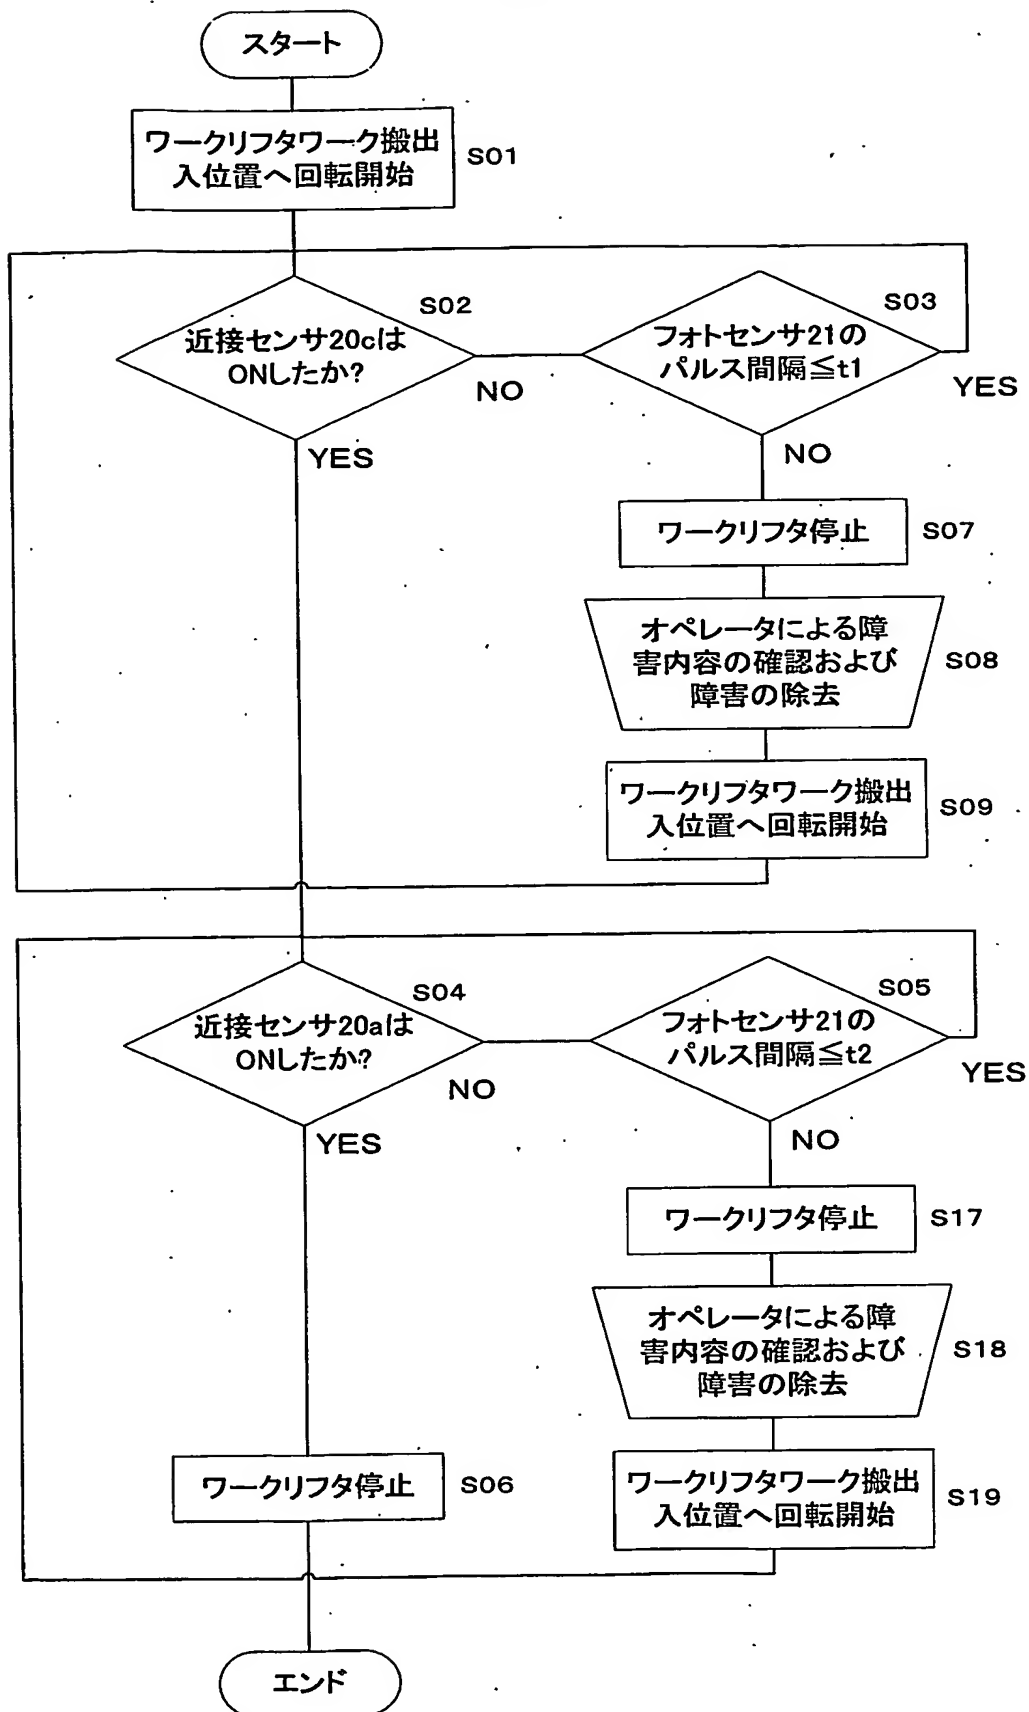 スタート
ワークリフタワーク搬出
入位置へ回転開始
S01
近接センサ20cは
ONしたか?
S02
NO
YES
フォトセンサ21の
パルス間隔≦t1
S03
YES
NO
ワークリフタ停止
S07
オペレータによる障
害内容の確認および
障害の除去
S08
ワークリフタワーク搬出
入位置へ回転開始
S09
近接センサ20aは
ONしたか?
S04
NO
YES
フォトセンサ21の
パルス間隔≦t2
S05
YES
NO
ワークリフタ停止
S17
オペレータによる障
害内容の確認および
障害の除去
S18
ワークリフタワーク搬出
入位置へ回転開始
S19
ワークリフタ停止
S06
エンド